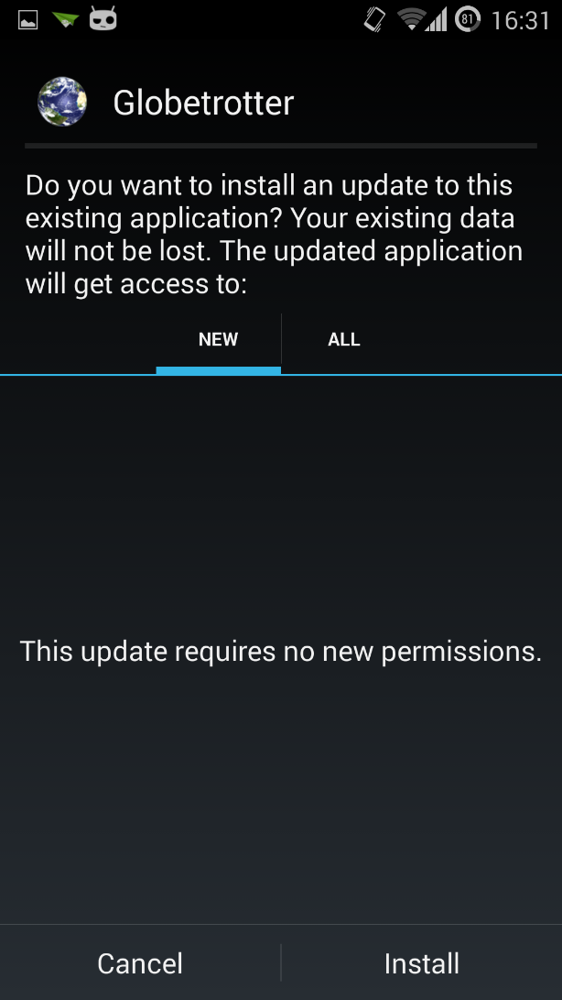 81 16:31
Globetrotter
Do you want to install an update to this
existing application? Your existing data
will not be lost. The updated application
will get access to:
NEW ALL
This update requires no new permissions.
Cancel Install